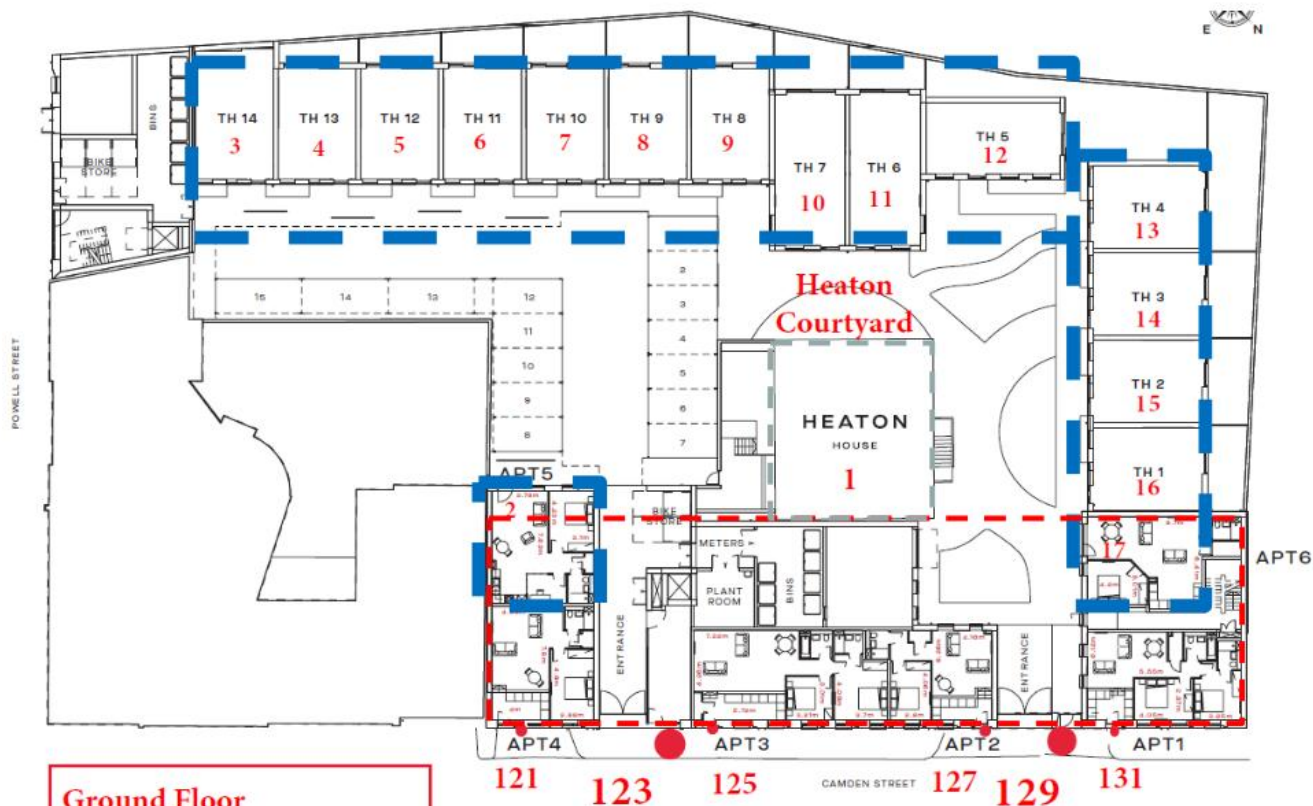 E N
TH 14
TH 13
TH 12
TH 11
TH 10
TH 9
TH 8
TH 7
TH 6
TH 5
3
4
5
6
7
8
9
10
11
12
BINS
BIKE
STORE
TH 4
13
TH 3
14
TH 2
15
TH 1
16
2
3
4
5
6
7
15
14
13
12
11
10
9
8
Heaton
Courtyard
HEATON
HOUSE
1
POWELL STREET
APT5
2
BIKE
STORE
METERS
PLANT
ROOM
BINS
ENTRANCE
ENTRANCE
17
APT6
APT4
APT3
APT2
APT1
121
123
125
CAMDEN STREET
127
129
131
Ground Floor